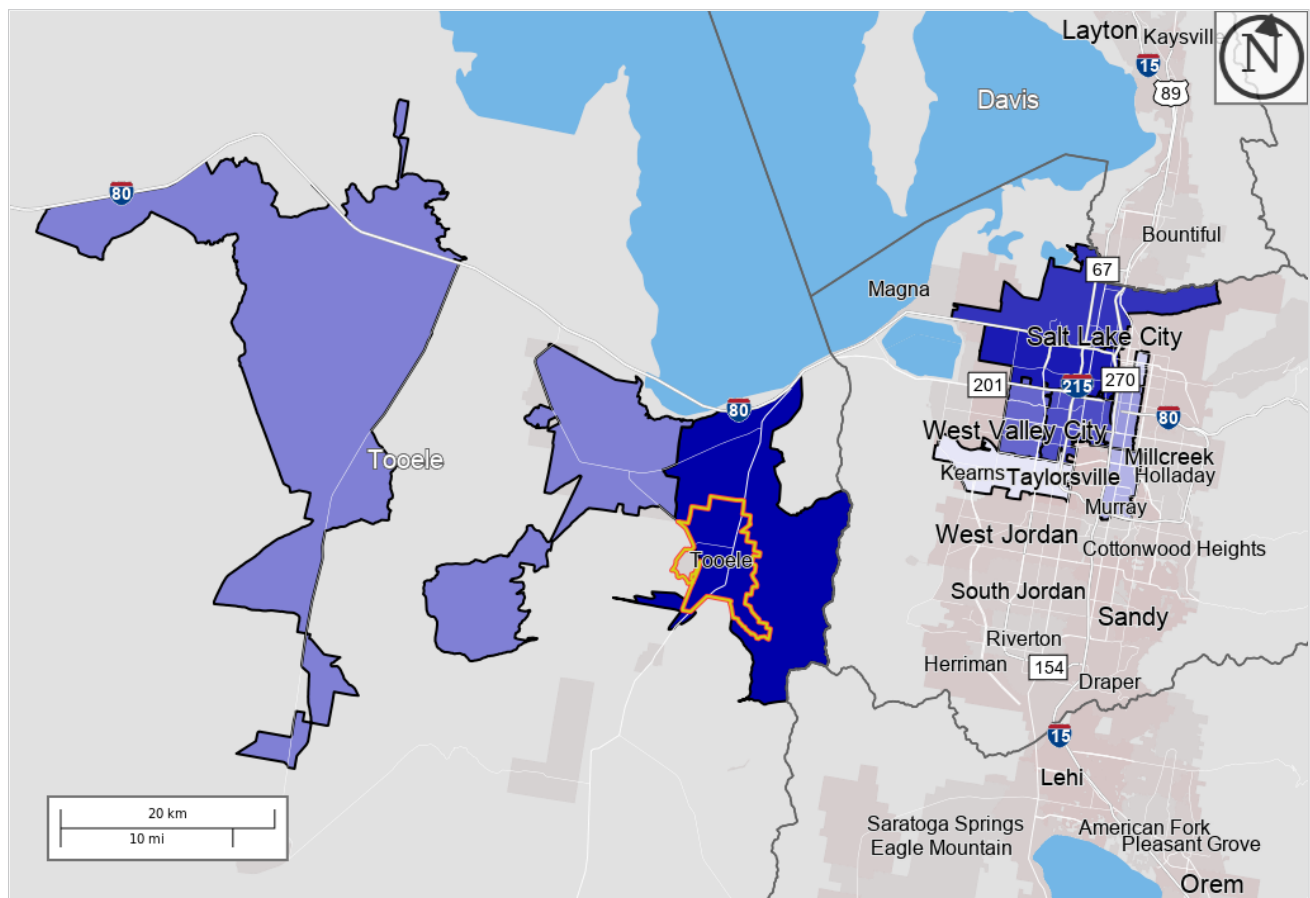 Layton
Kaysville
N
15
89
Davis
80
Bountiful
67
Magna
Salt Lake City
201
215
270
80
80
West Valley City
Tooele
Millcreek
Kearns
Taylorsville
Holladay
Murray
West Jordan
Cottonwood Heights
Tooele
South Jordan
Sandy
Riverton
Herriman
154
Draper
15
Lehi
20 km
10 mi
Saratoga Springs
American Fork
Eagle Mountain
Pleasant Grove
Orem